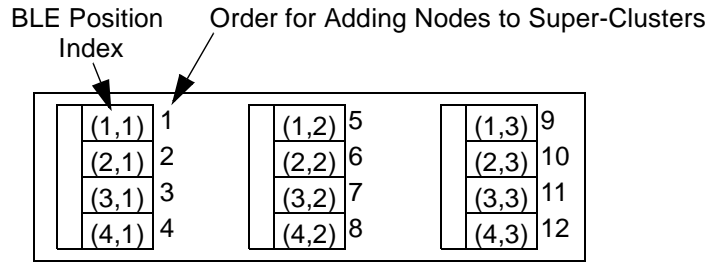 BLE Position Order for Adding Nodes to Super-Clusters
Index
(1,1) 1 (1,2) 5 (1,3) 9
(2,1) 2 (2,2) 6 (2,3) 10
(3,1) 3 (3,2) 7 (3,3) 11
(4,1) 4 (4,2) 8 (4,3) 12